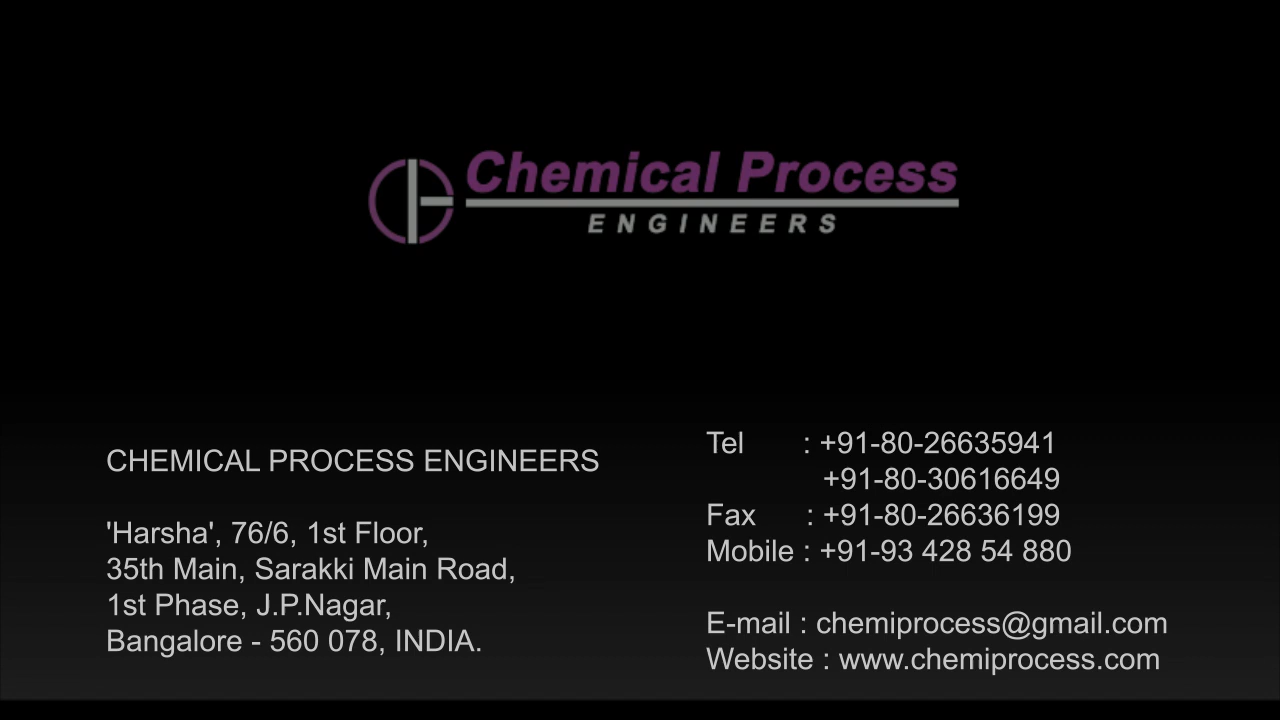 Chemical Process
ENGINEERS
CHEMICAL PROCESS ENGINEERS
'Harsha', 76/6, 1st Floor,
35th Main, Sarakki Main Road,
1st Phase, J.P.Nagar,
Bangalore - 560 078, INDIA.
Tel : +91-80-26635941
+91-80-30616649
Fax : +91-80-26636199
Mobile : +91-93 428 54 880
E-mail : chemiprocess@gmail.com
Website : www.chemiprocess.com